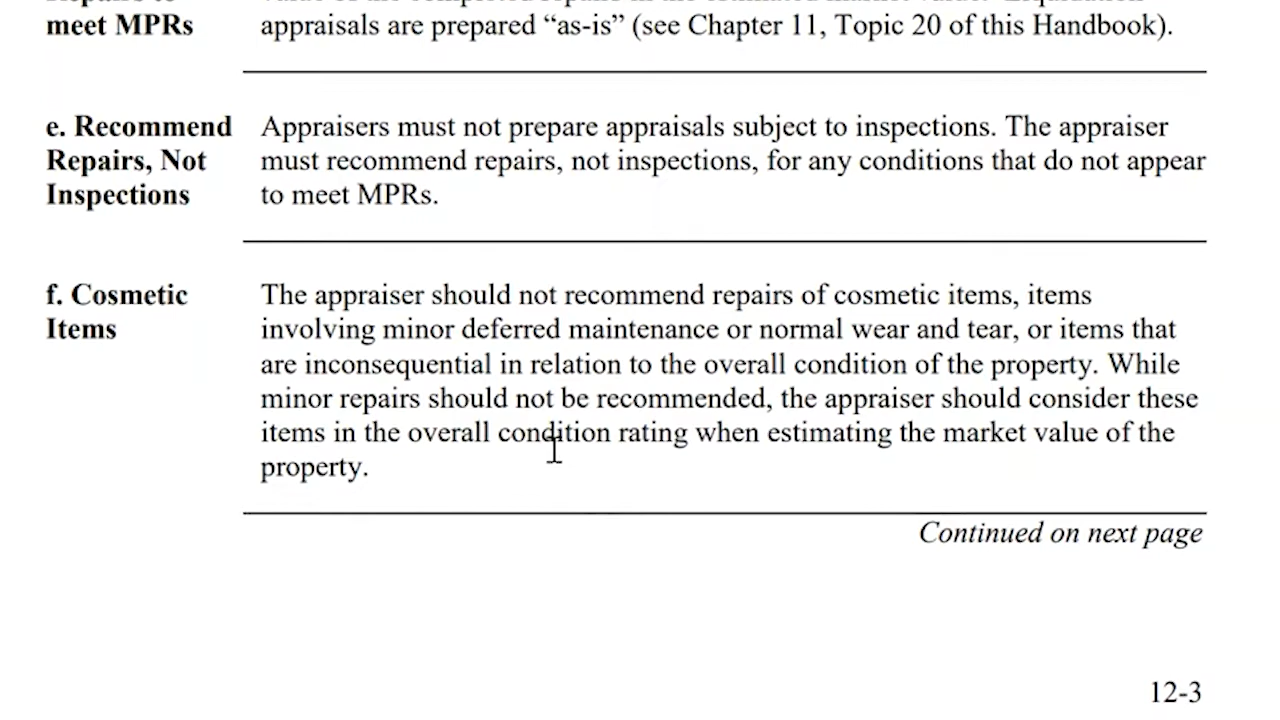 meet MPRs
appraisals are prepared “as-is” (see Chapter 11, Topic 20 of this Handbook).
e. Recommend
Repairs, Not
Inspections
Appraisers must not prepare appraisals subject to inspections. The appraiser
must recommend repairs, not inspections, for any conditions that do not appear
to meet MPRs.
f. Cosmetic
Items
The appraiser should not recommend repairs of cosmetic items, items
involving minor deferred maintenance or normal wear and tear, or items that
are inconsequential in relation to the overall condition of the property. While
minor repairs should not be recommended, the appraiser should consider these
items in the overall condition rating when estimating the market value of the
property.
Continued on next page
12-3